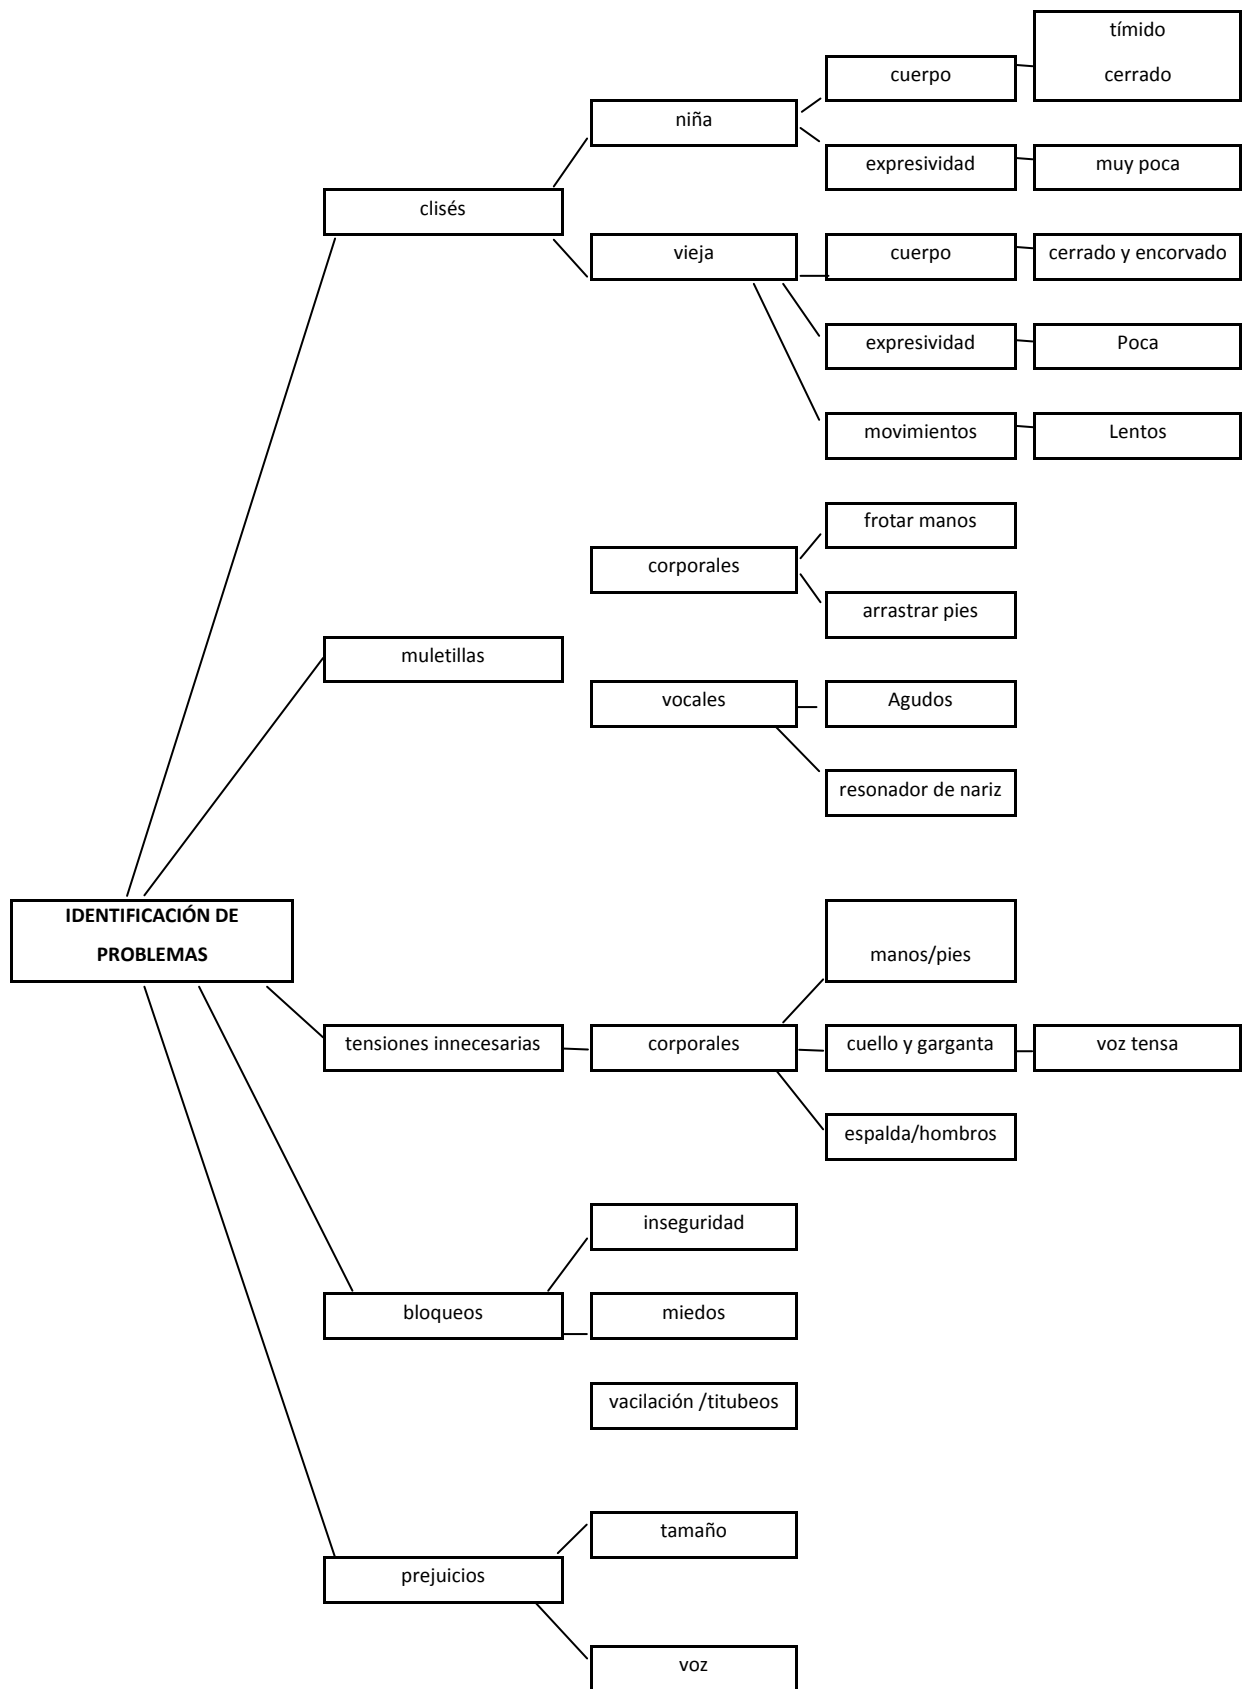 tímido
cerrado
cuerpo
niña
expresividad
muy poca
clisés
vieja
cuerpo
cerrado y encorvado
expresividad
Poca
movimientos
Lentos
frotar manos
corporales
arrastrar pies
muletillas
vocales
Agudos
resonador de nariz
IDENTIFICACIÓN DE
PROBLEMAS
manos/pies
tensiones innecesarias
corporales
cuello y garganta
voz tensa
espalda/hombros
inseguridad
bloqueos
miedos
vacilación /titubeos
tamaño
prejuicios
voz